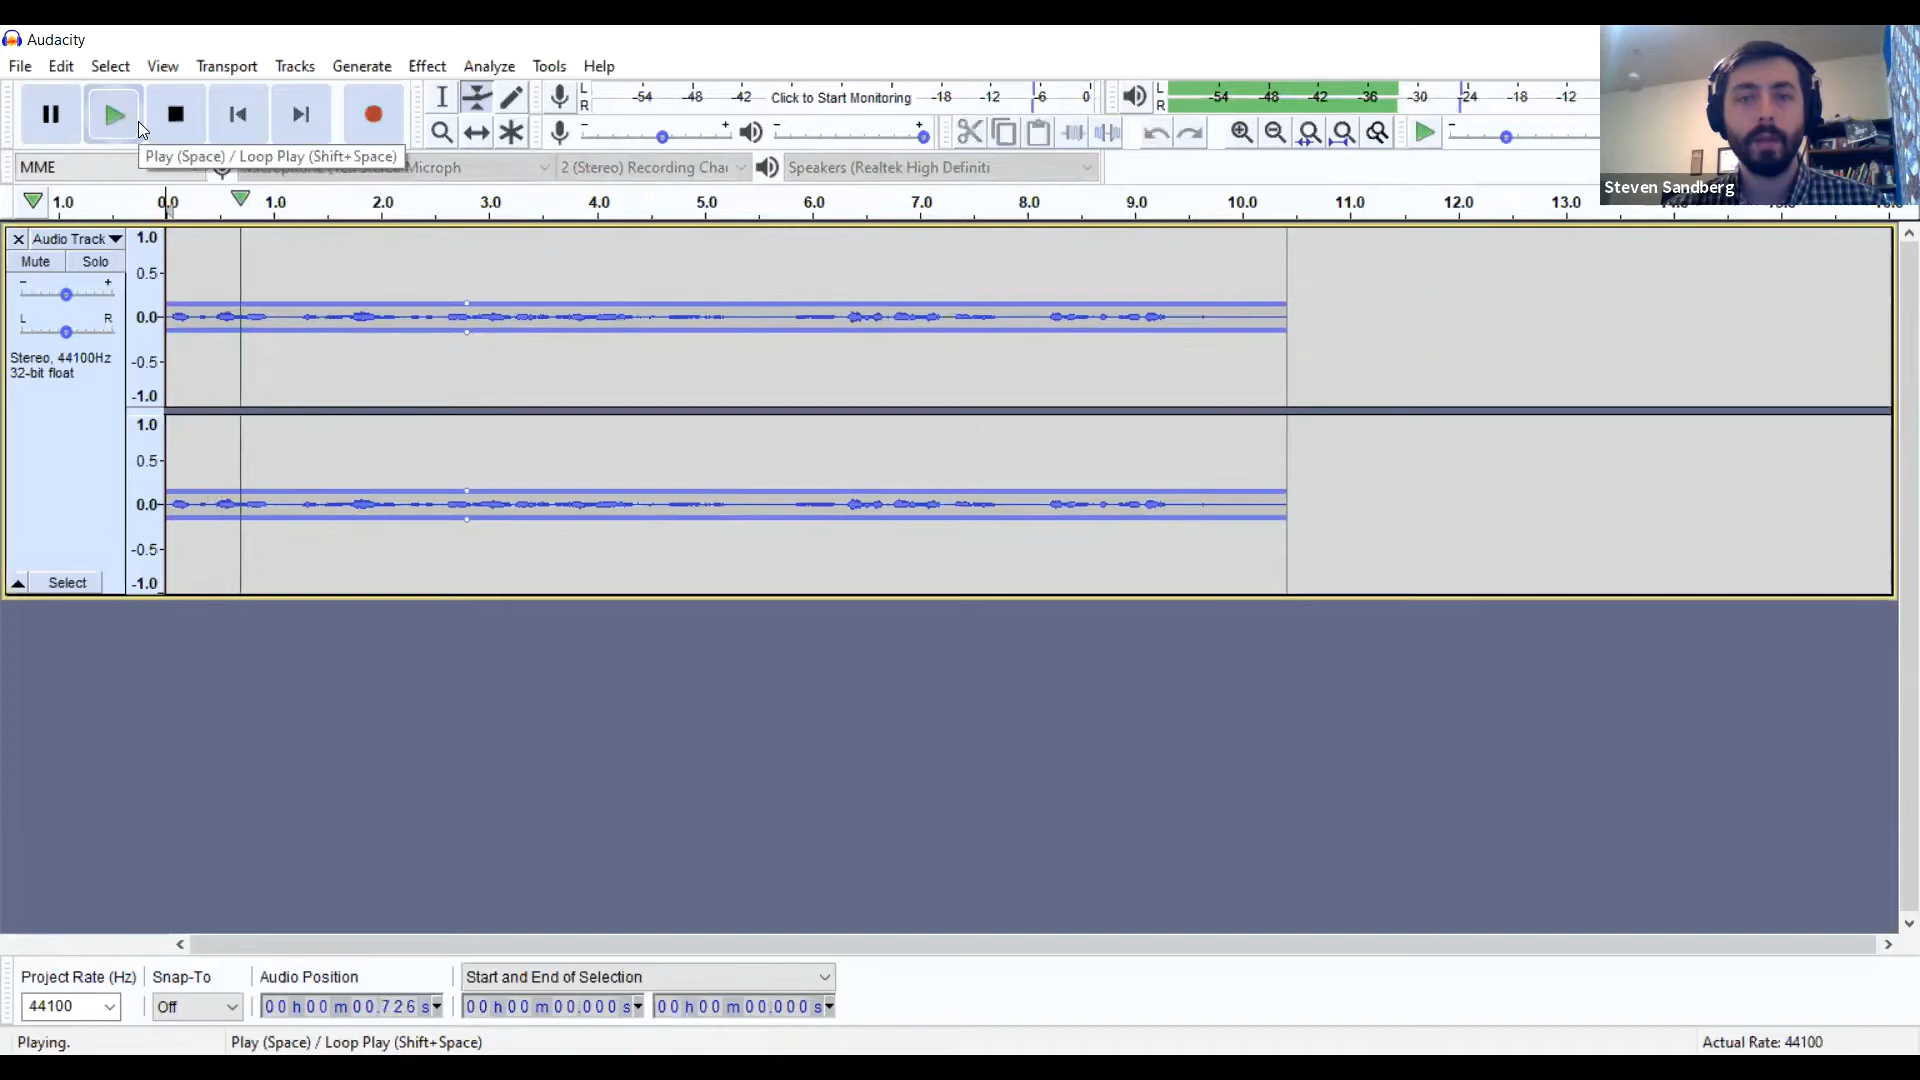 Audacity
File Edit Select View Transport Tracks Generate Effect Analyze Tools Help
L R -54 -48 -42 Click to Start Monitoring -18 -12 -6 0 L R -54 -48 -42 -36 -30 -24 -18 -12
- + - + -
Play (Space) / Loop Play (Shift+Space)
MME Microph 2 (Stereo) Recording Char Speakers (Realtek High Definiti
Steven Sandberg
1.0 0.0 1.0 2.0 3.0 4.0 5.0 6.0 7.0 8.0 9.0 10.0 11.0 12.0 13.0
X Audio Track 1.0
Mute Solo
- + 0.5
L R 0.0
Stereo, 44100Hz -0.5
32-bit float
-1.0
1.0
0.5
0.0
-0.5
Select -1.0
Project Rate (Hz) Snap-To Audio Position Start and End of Selection
44100 Off 00 h 00 m 00.726 s 00 h 00 m 00.000 s 00 h 00 m 00.000 s
Playing. Play (Space) / Loop Play (Shift+Space) Actual Rate: 44100